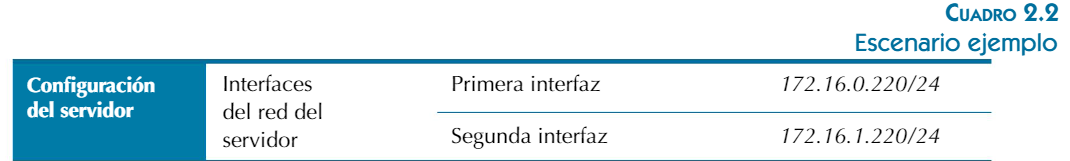 CUADRO 2.2
Escenario ejemplo
Configuración
del servidor
Interfaces
del red del
servidor
Primera interfaz
172.16.0.220/24
Segunda interfaz
172.16.1.220/24